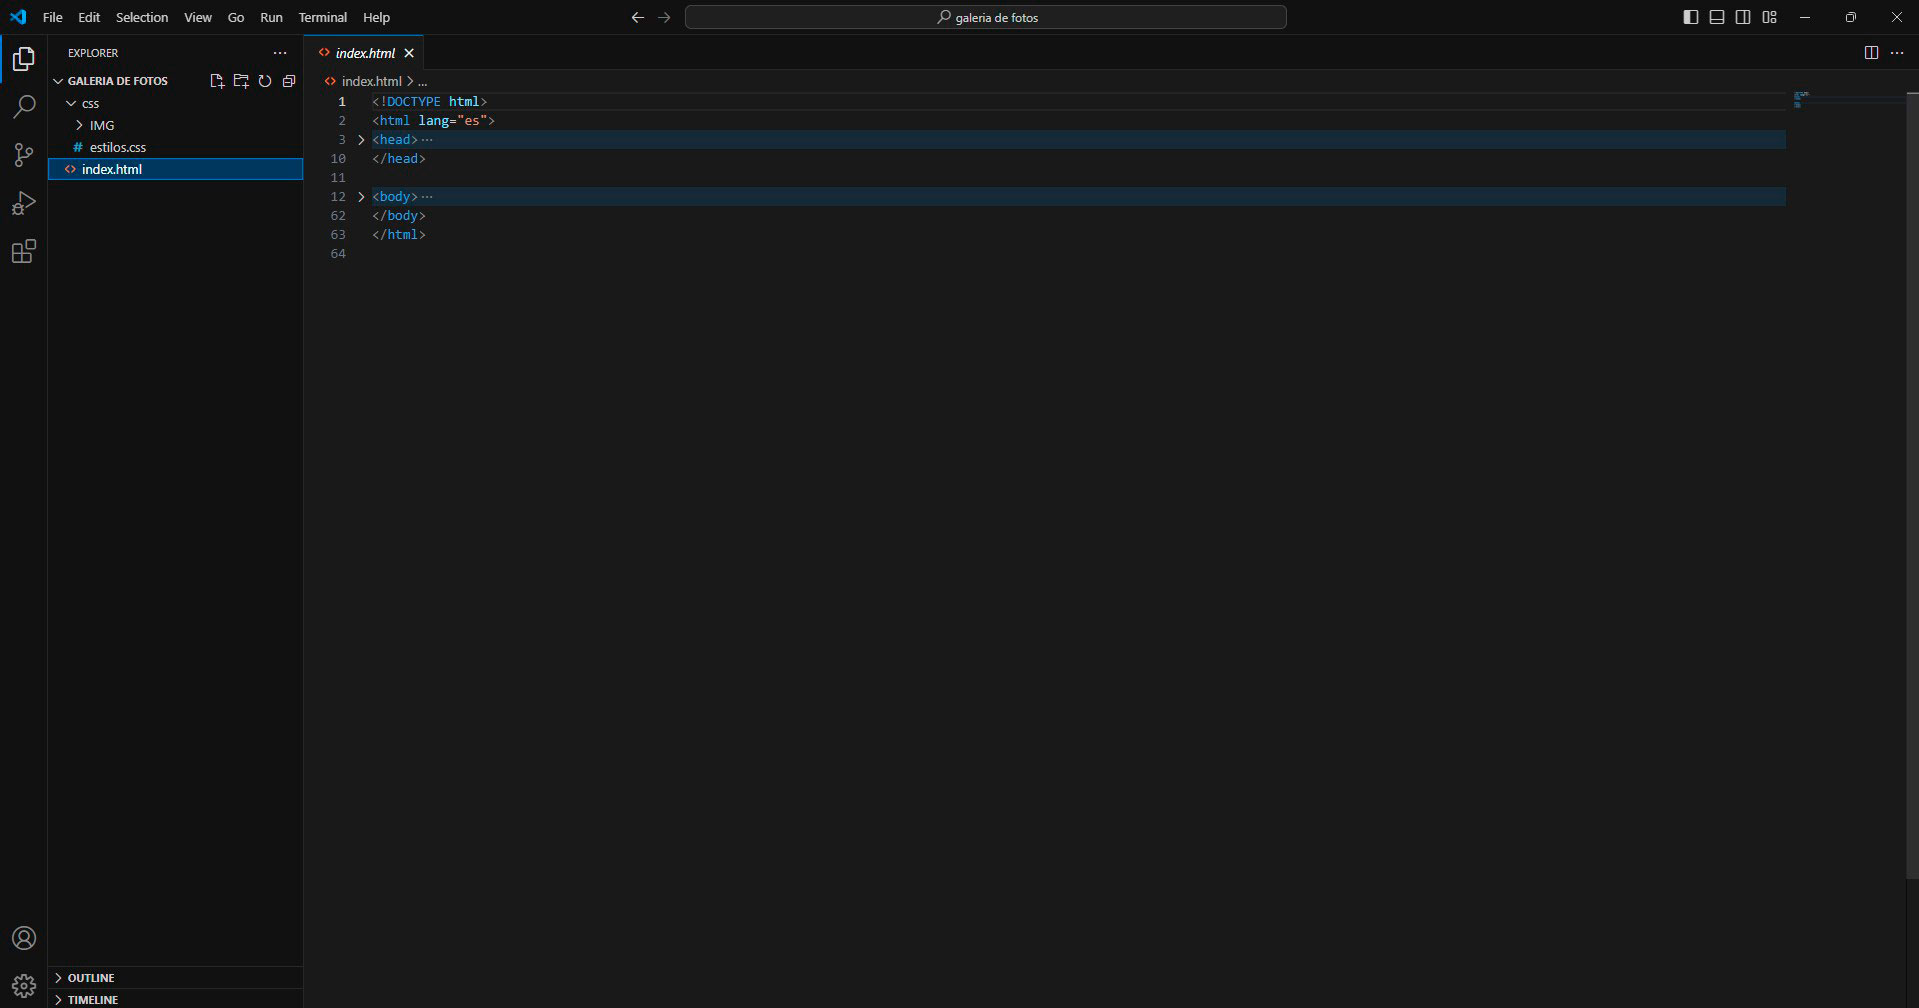 File Edit Selection View Go Run Terminal Help
galeria de fotos
EXPLORER
GALERIA DE FOTOS
css
IMG
# estilos.css
<> index.html
<> index.html
<> index.html > ...
1 <!DOCTYPE html>
2 <html lang="es">
3 <head>···
10 </head>
11
12 <body>···
62 </body>
63 </html>
64
OUTLINE
TIMELINE